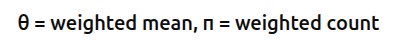 θ = weighted mean, π = weighted count